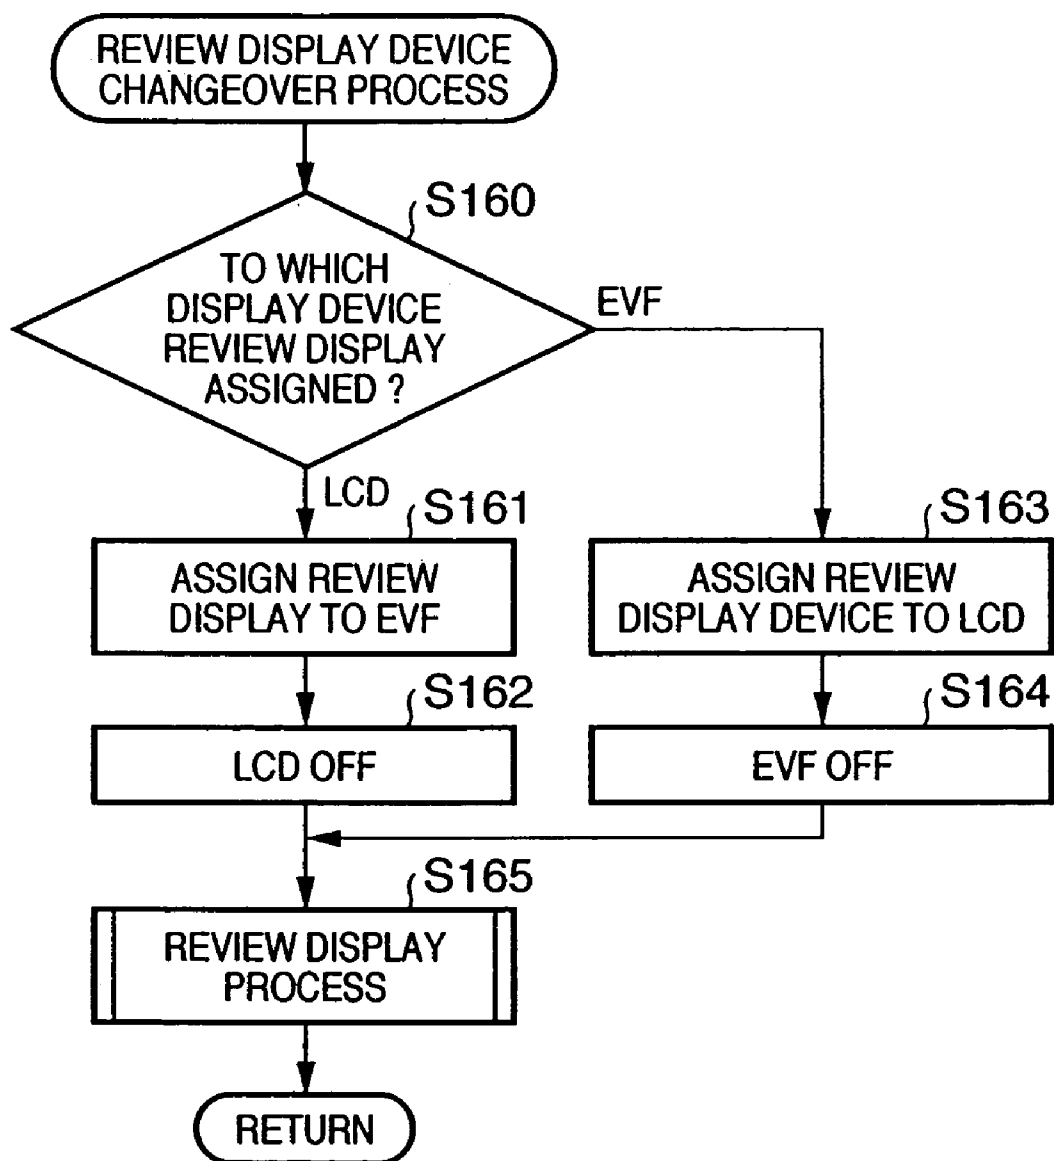 REVIEW DISPLAY DEVICE
CHANGEOVER PROCESS
S160
TO WHICH
DISPLAY DEVICE
REVIEW DISPLAY
ASSIGNED ?
EVF
LCD
S161
ASSIGN REVIEW
DISPLAY TO EVF
S163
ASSIGN REVIEW
DISPLAY DEVICE TO LCD
S162
LCD OFF
S164
EVF OFF
S165
REVIEW DISPLAY
PROCESS
RETURN